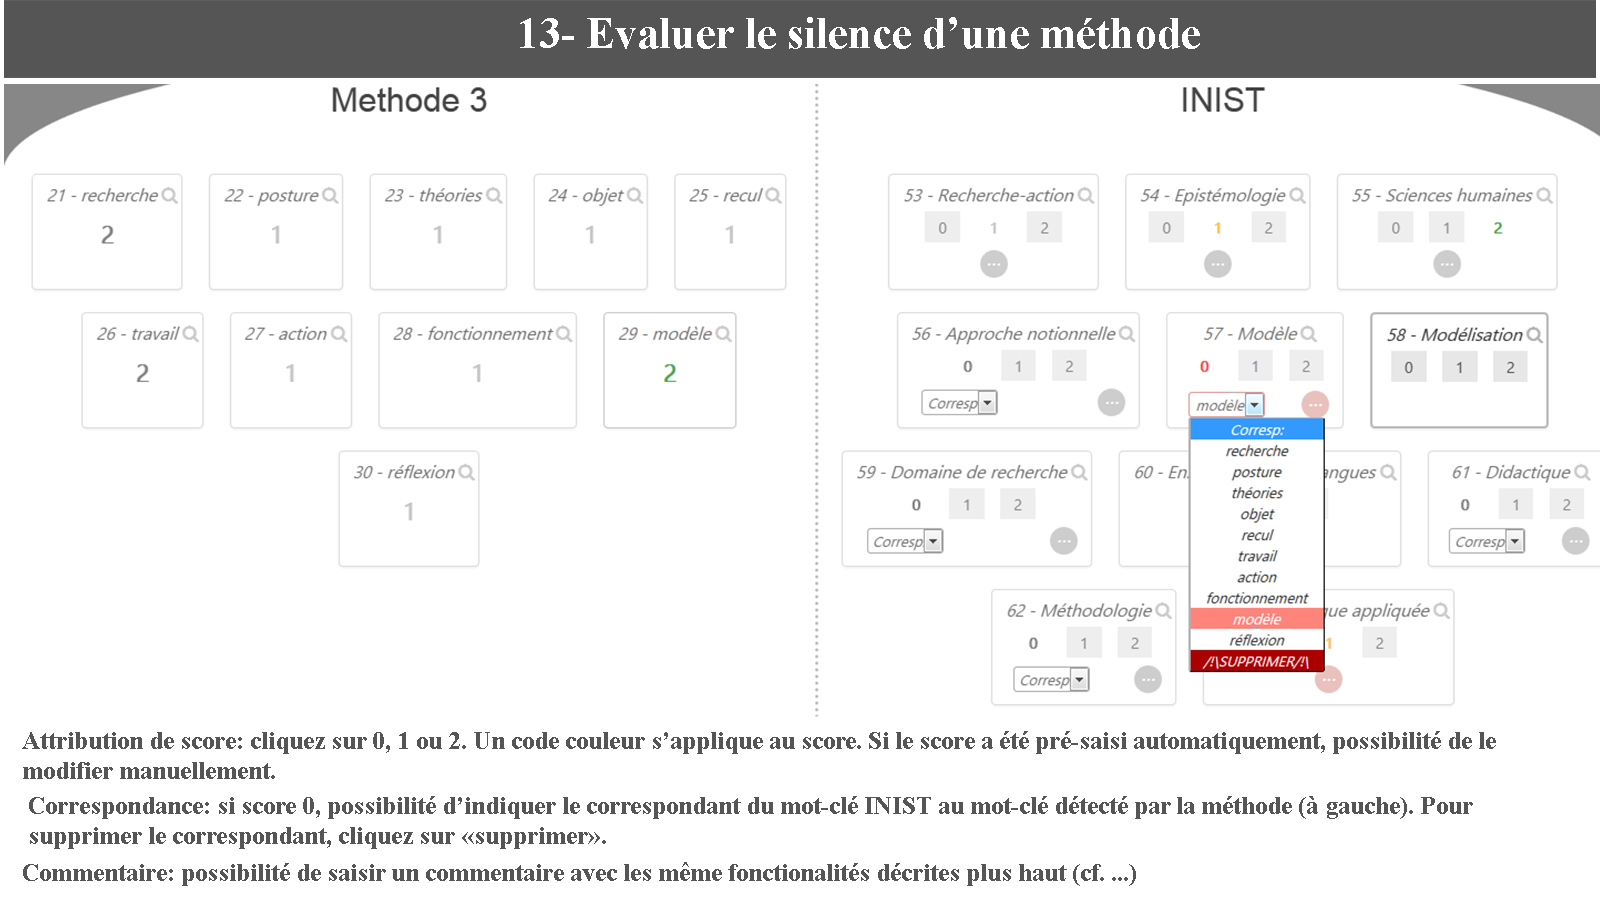 13- Evaluer le silence d’une méthode
Methode 3
INIST
21 - recherche
2
22 - posture
1
23 - théories
1
24 - objet
1
25 - recul
1
26 - travail
2
27 - action
1
28 - fonctionnement
1
29 - modèle
2
30 - réflexion
1
53 - Recherche-action
0 1 2
...
54 - Epistémologie
0 1 2
...
55 - Sciences humaines
0 1 2
...
56 - Approche notionnelle
0 1 2
Corresp ...
57 - Modèle
0 1 2
modèle ...
Corresp:
recherche
posture
théories
objet
recul
travail
action
fonctionnement
modèle
réflexion
/!\SUPPRIMER/!\
58 - Modélisation
0 1 2
59 - Domaine de recherche
0 1 2
Corresp ...
60 - En
angues
61 - Didactique
0 1 2
Corresp ...
62 - Méthodologie
0 1 2
Corresp ...
que appliquée
1 2
...
Attribution de score: cliquez sur 0, 1 ou 2. Un code couleur s’applique au score. Si le score a été pré-saisi automatiquement, possibilité de le
modifier manuellement.
Correspondance: si score 0, possibilité d’indiquer le correspondant du mot-clé INIST au mot-clé détecté par la méthode (à gauche). Pour
supprimer le correspondant, cliquez sur «supprimer».
Commentaire: possibilité de saisir un commentaire avec les même fonctionalités décrites plus haut (cf. ...)